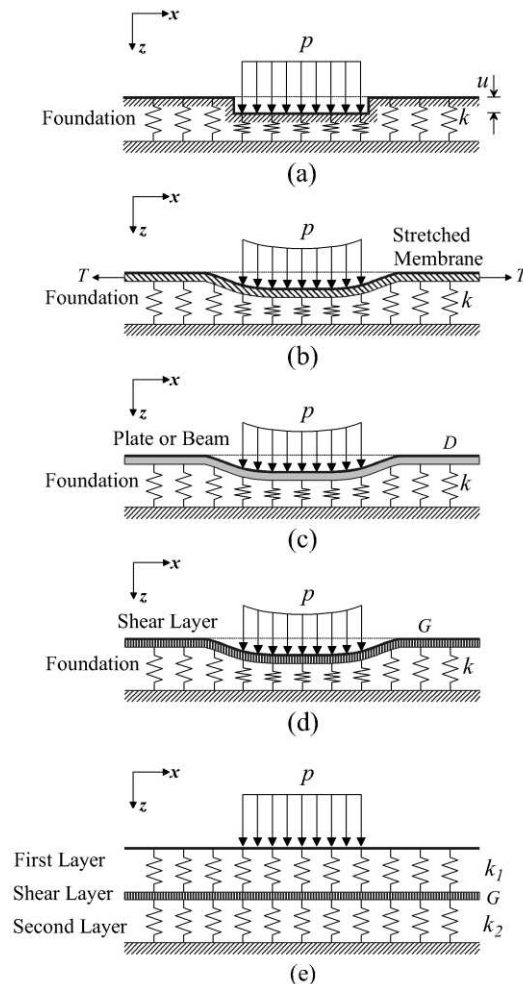 x
z
p
u
Foundation
k
(a)
x
z
p
Stretched
Membrane
T
T
Foundation
k
(b)
x
z
p
Plate or Beam
D
Foundation
k
(c)
x
z
p
Shear Layer
G
Foundation
k
(d)
x
z
p
First Layer
k1
Shear Layer
G
Second Layer
k2
(e)